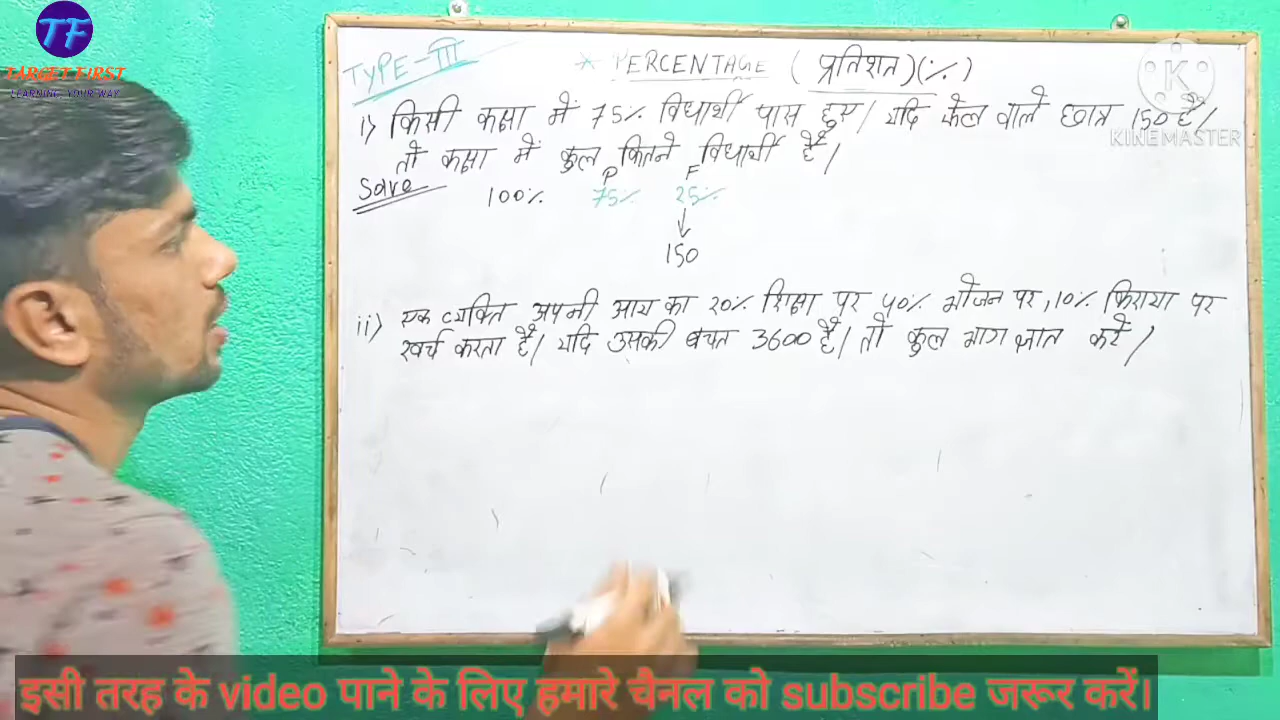 TF
TARGET FIRST
LEARNING, YOUR WAY
TYPE-III
* PERCENTAGE (प्रतिशत)(%)
K
KINEMASTER
i> किसी कक्षा में 75% विधार्थी पास हुए। यदि फेल वाले छात्र 150 है।
तो कक्षा में कुल कितने विधार्थी है।
Solve
P F
100% 75% 25%
150
ii> एक व्यक्ति अपनी आय का 20% शिक्षा पर 40% भोजन पर, 10% किराया पर
खर्च करता है। यदि उसकी बचत 3600 है। तो कुल भाग ज्ञात करें।
इसी तरह के video पाने के लिए हमारे चैनल को subscribe जरूर करें।